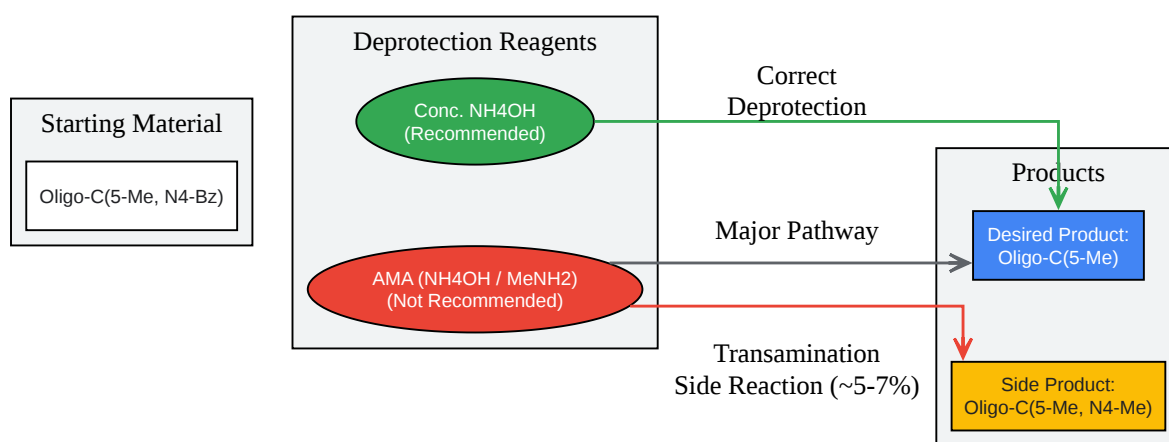 Starting Material
Oligo-C(5-Me, N4-Bz)
Deprotection Reagents
Conc. NH4OH
(Recommended)
AMA (NH4OH / MeNH2)
(Not Recommended)
Correct
Deprotection
Major Pathway
Transamination
Side Reaction (~5-7%)
Products
Desired Product:
Oligo-C(5-Me)
Side Product:
Oligo-C(5-Me, N4-Me)